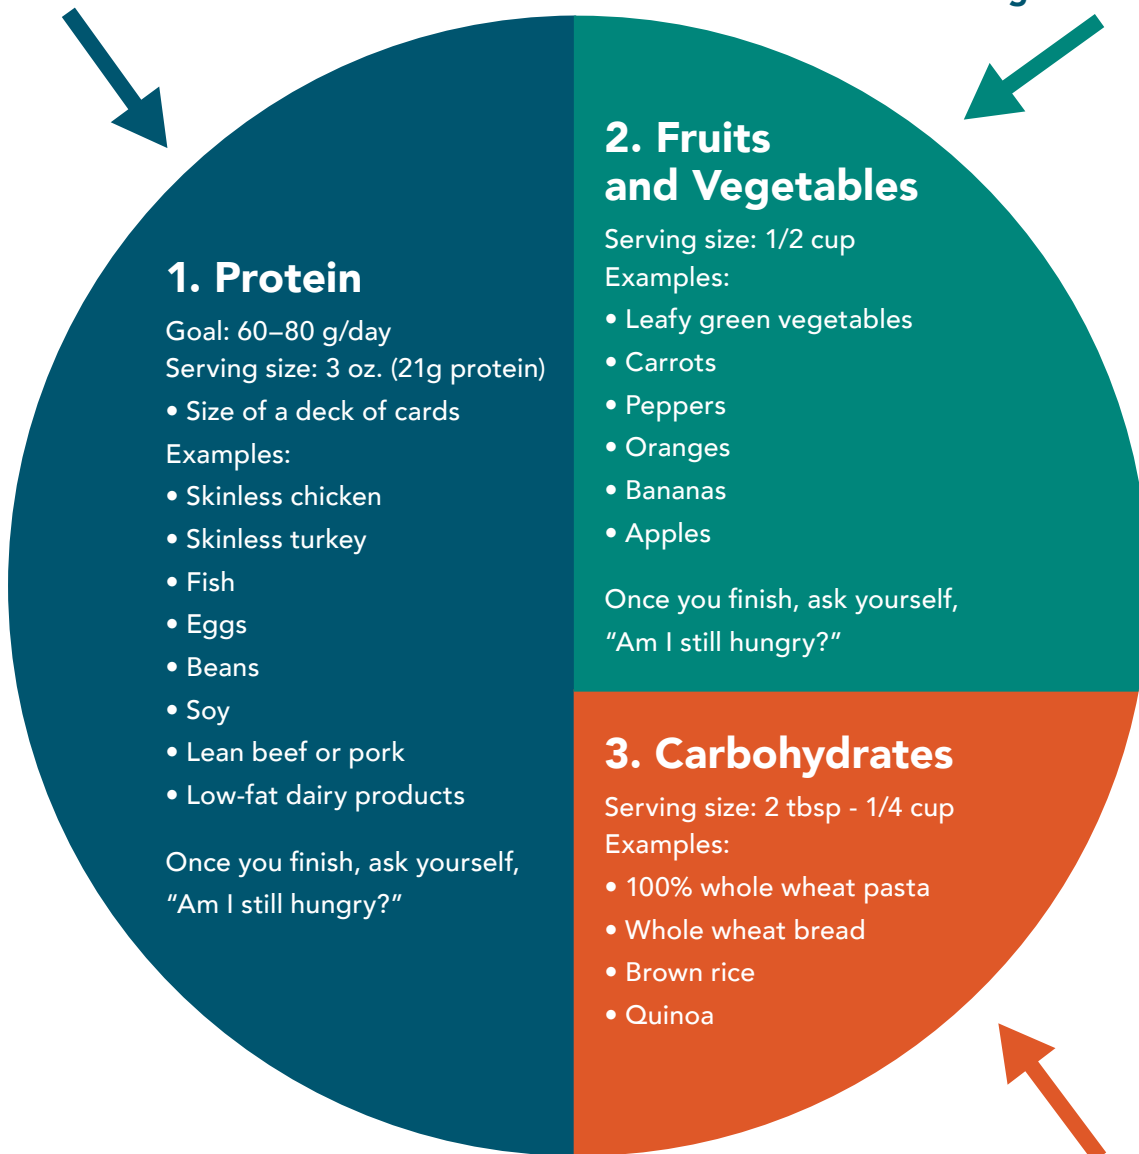 1. Protein
Goal: 60–80 g/day
Serving size: 3 oz. (21g protein)
• Size of a deck of cards
Examples:
• Skinless chicken
• Skinless turkey
• Fish
• Eggs
• Beans
• Soy
• Lean beef or pork
• Low-fat dairy products
Once you finish, ask yourself,
“Am I still hungry?”
2. Fruits
and Vegetables
Serving size: 1/2 cup
Examples:
• Leafy green vegetables
• Carrots
• Peppers
• Oranges
• Bananas
• Apples
Once you finish, ask yourself,
“Am I still hungry?”
3. Carbohydrates
Serving size: 2 tbsp - 1/4 cup
Examples:
• 100% whole wheat pasta
• Whole wheat bread
• Brown rice
• Quinoa